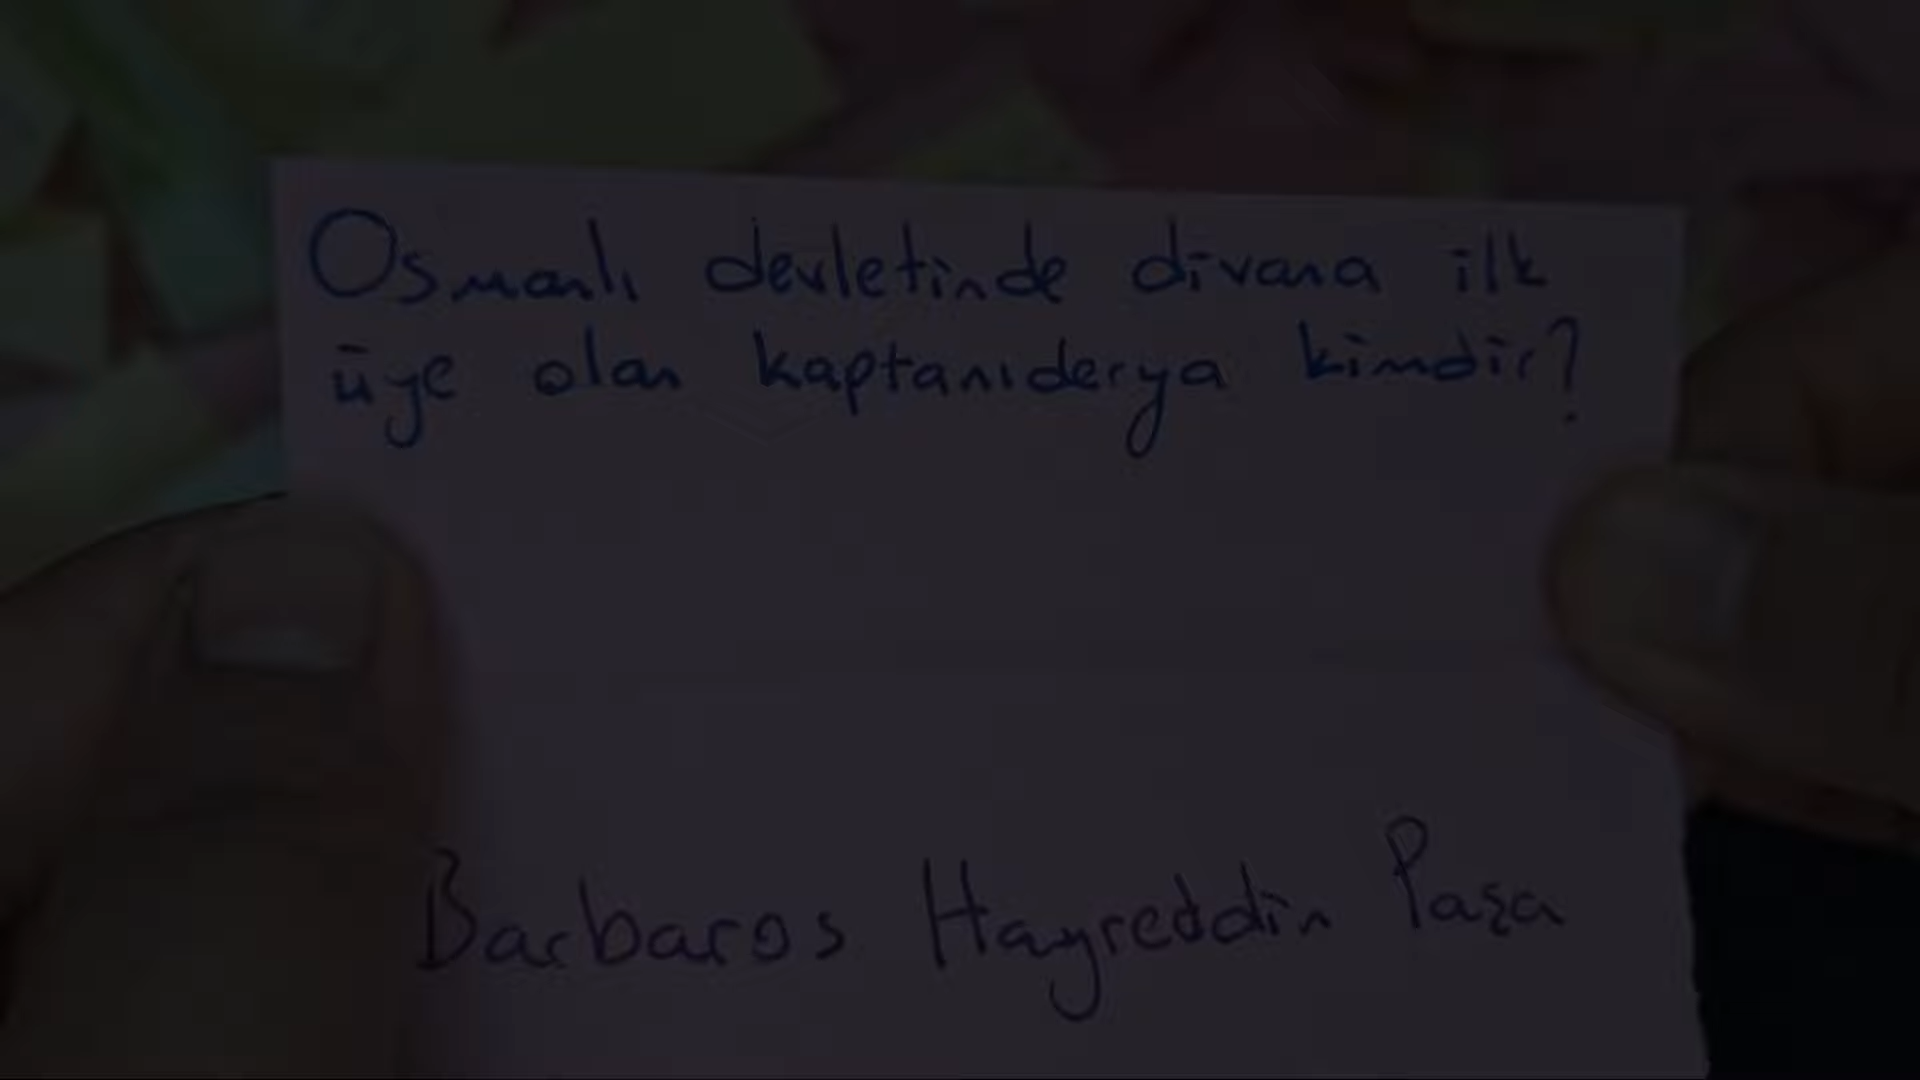 Osmanlı devletinde divana ilk
üye olan kaptanıderya kimdir?
Barbaros Hayreddin Paşa